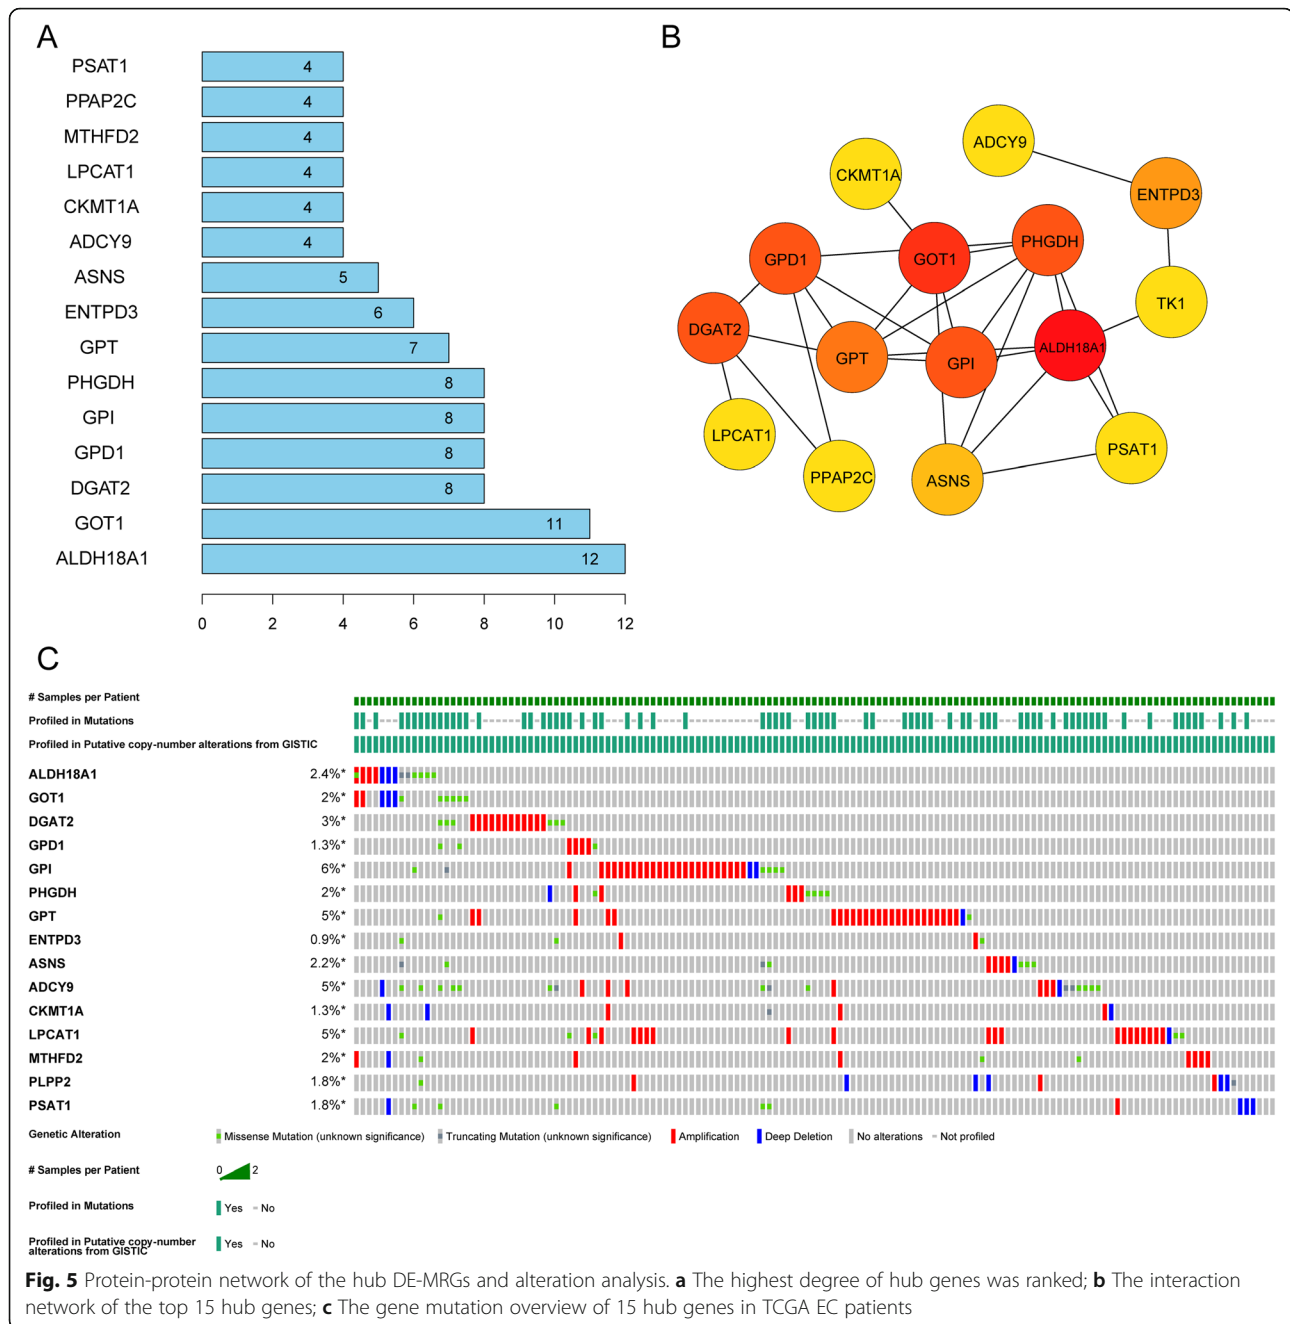 A
PSAT1 4
PPAP2C 4
MTHFD2 4
LPCAT1 4
CKMT1A 4
ADCY9 4
ASNS 5
ENTPD3 6
GPT 7
PHGDH 8
GPI 8
GPD1 8
DGAT2 8
GOT1 11
ALDH18A1 12
0 2 4 6 8 10 12
B
ADCY9
CKMT1A
ENTPD3
PHGDH
GPD1
GOT1
TK1
DGAT2
ALDH18A1
GPT
GPI
LPCAT1
PSAT1
PPAP2C
ASNS
C
# Samples per Patient
Profiled in Mutations
Profiled in Putative copy-number alterations from GISTIC
ALDH18A1 2.4%*
GOT1 2%*
DGAT2 3%*
GPD1 1.3%*
GPI 6%*
PHGDH 2%*
GPT 5%*
ENTPD3 0.9%*
ASNS 2.2%*
ADCY9 5%*
CKMT1A 1.3%*
LPCAT1 5%*
MTHFD2 2%*
PLPP2 1.8%*
PSAT1 1.8%*
Genetic Alteration Missense Mutation (unknown significance) Truncating Mutation (unknown significance) Amplification Deep Deletion No alterations Not profiled
# Samples per Patient 0 2
Profiled in Mutations Yes No
Profiled in Putative copy-number
alterations from GISTIC Yes No
Fig. 5 Protein-protein network of the hub DE-MRGs and alteration analysis. a The highest degree of hub genes was ranked; b The interaction
network of the top 15 hub genes; c The gene mutation overview of 15 hub genes in TCGA EC patients